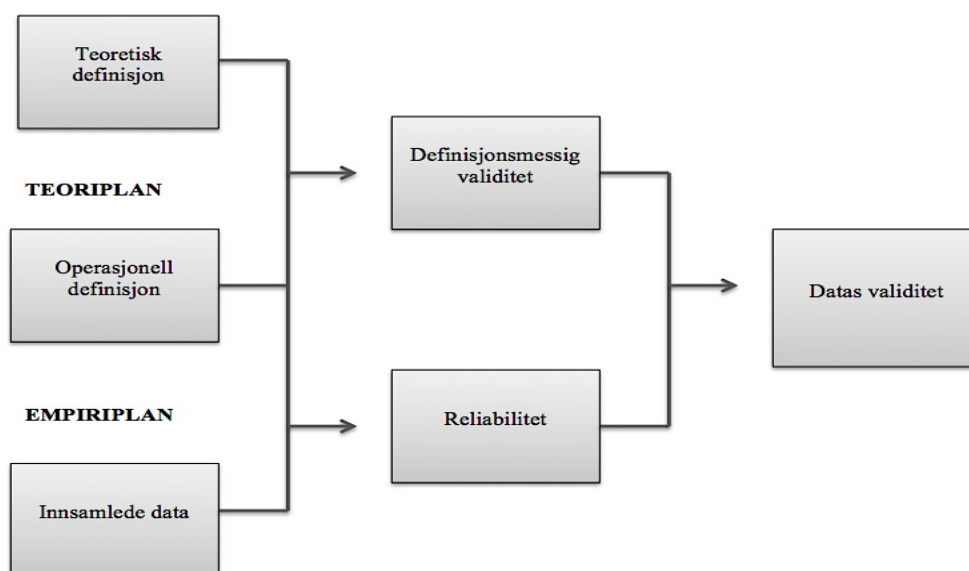 Teoretisk
definisjon
TEORIPLAN
Operasjonell
definisjon
EMPIRIPLAN
Innsamlede data
Definisjonsmessig
validitet
Reliabilitet
Datas validitet